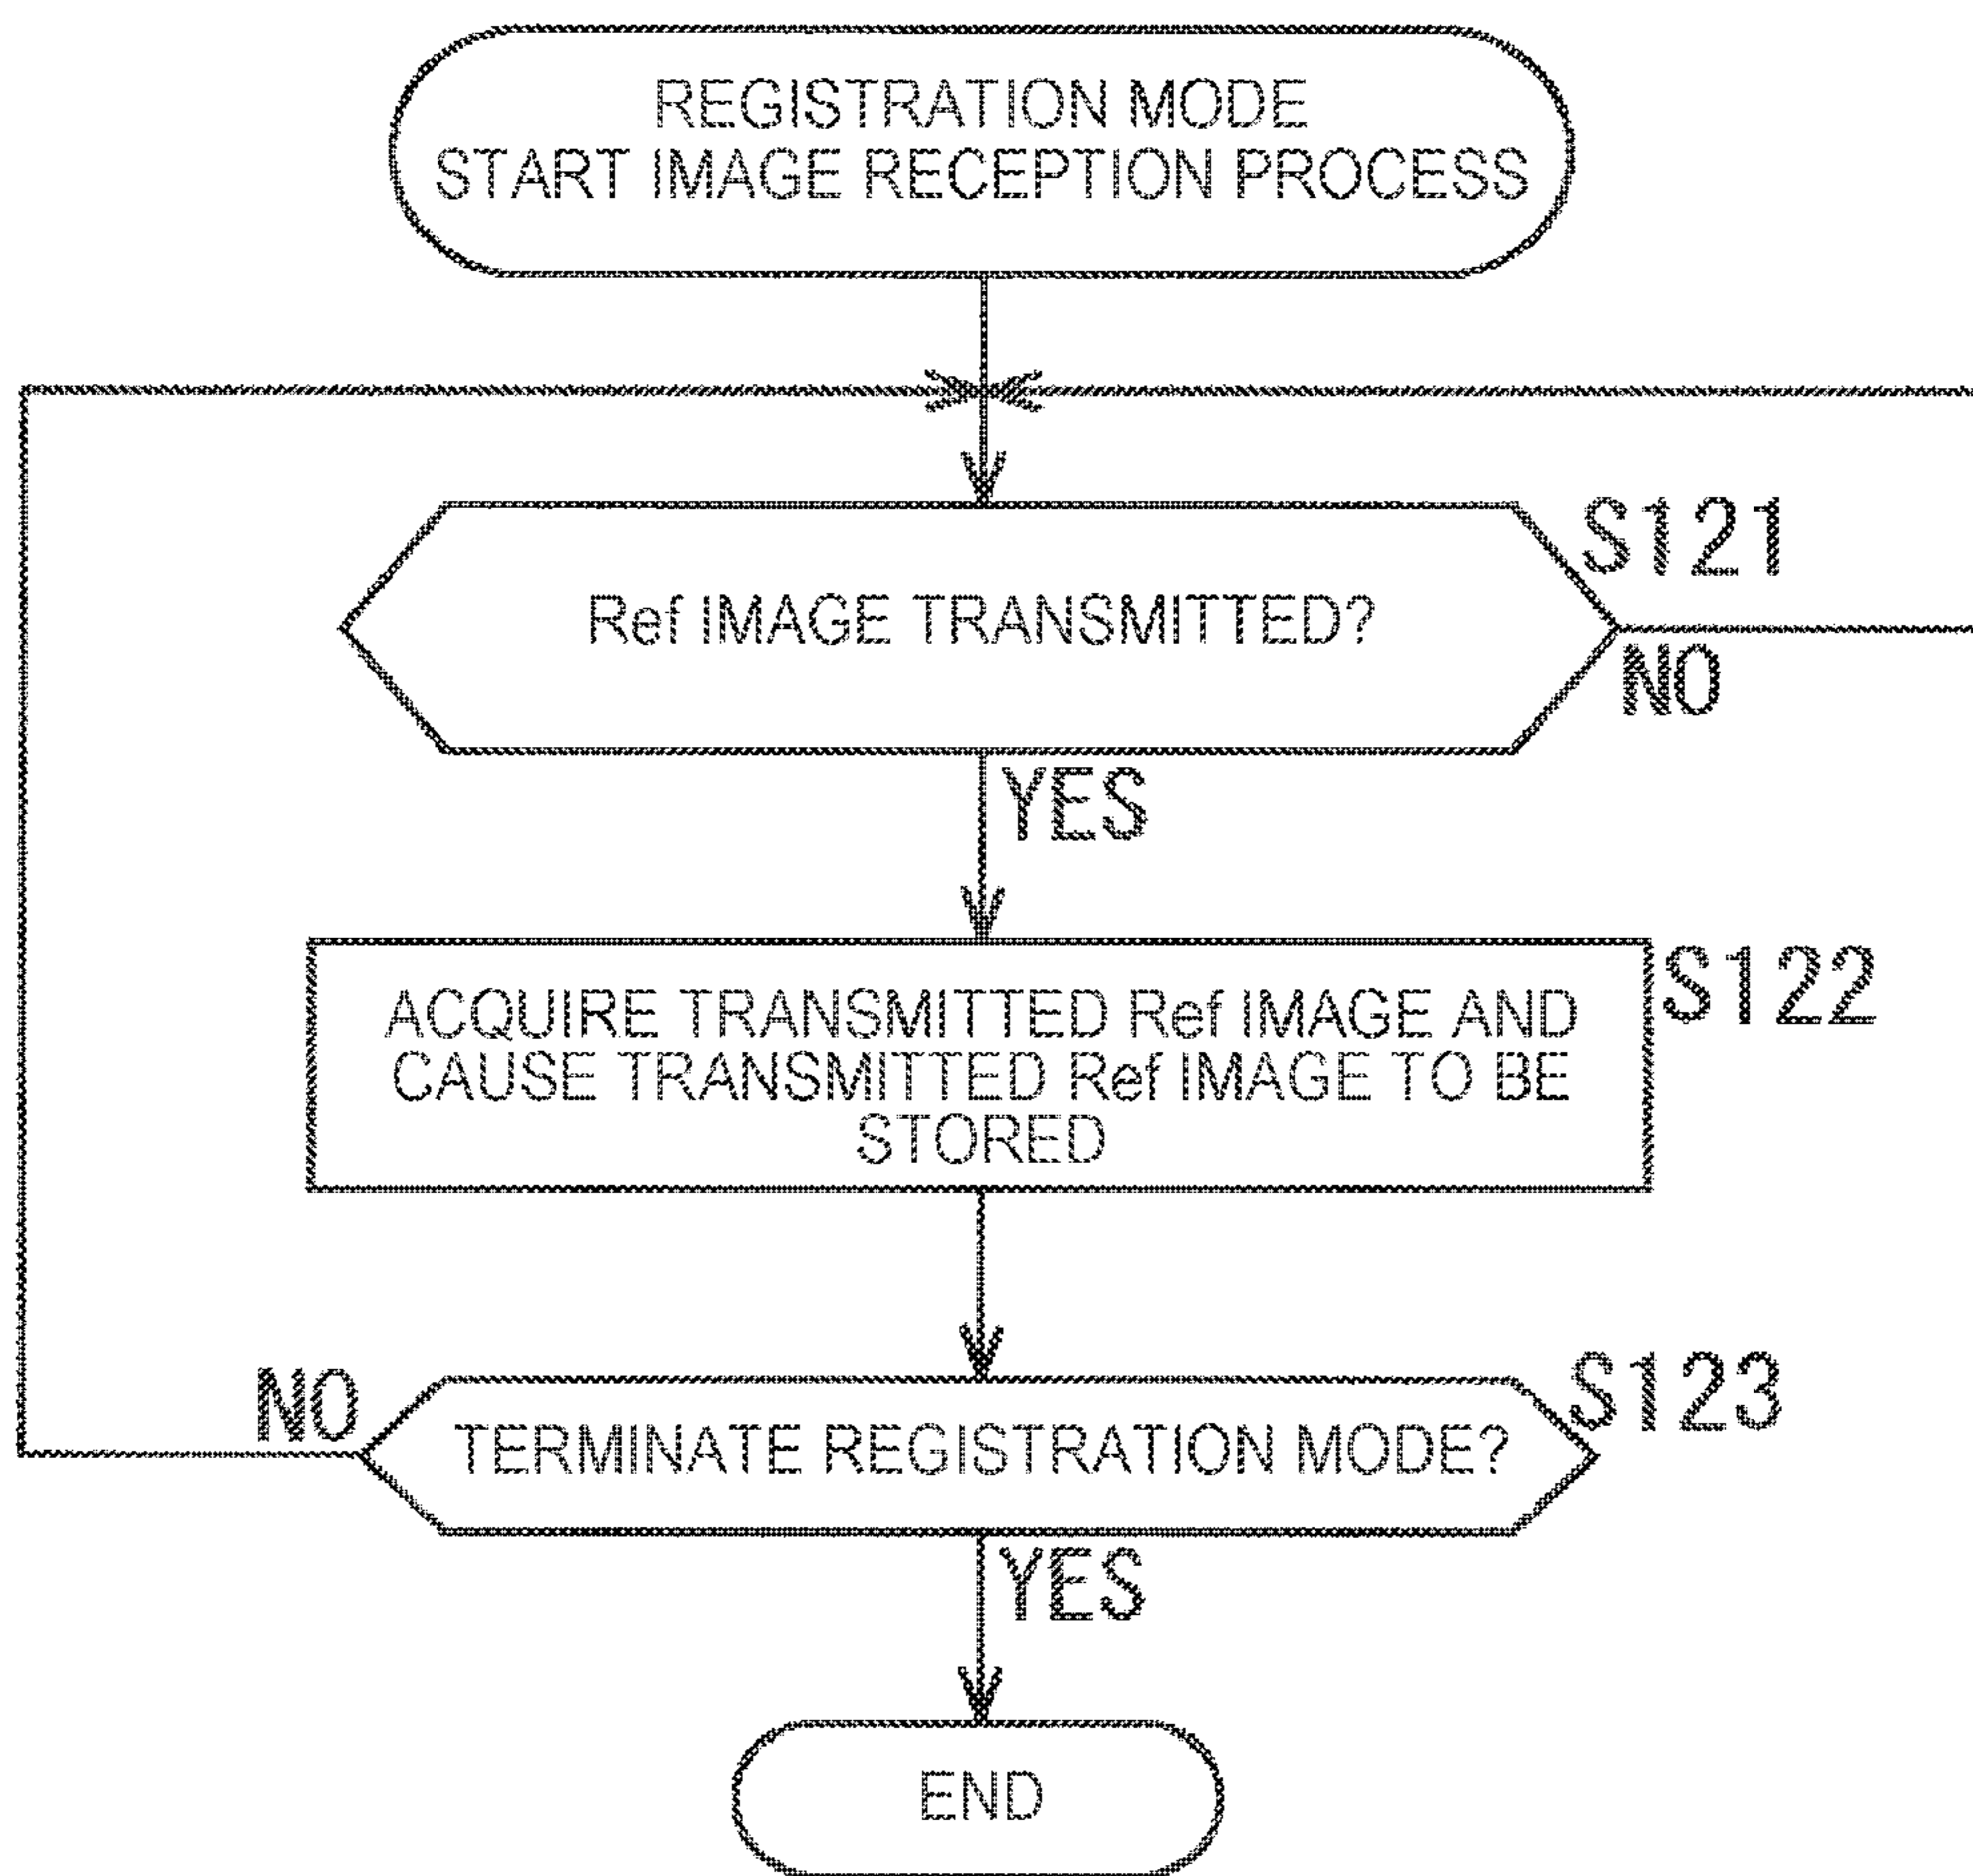 REGISTRATION MODE
START IMAGE RECEPTION PROCESS
S121
Ref IMAGE TRANSMITTED?
NO
YES
S122
ACQUIRE TRANSMITTED Ref IMAGE AND
CAUSE TRANSMITTED Ref IMAGE TO BE
STORED
NO
S123
TERMINATE REGISTRATION MODE?
YES
END